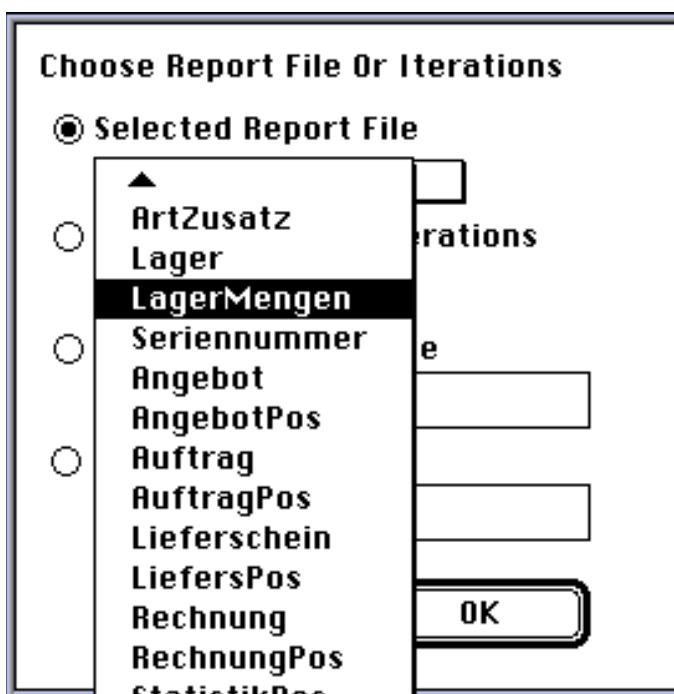 Choose Report File Or Iterations
Selected Report File
ArtZusatz
erations
Lager
LagerMengen
Seriennummer
e
Angebot
AngebotPos
Auftrag
AuftragPos
Lieferschein
LiefersPos
Rechnung
OK
RechnungPos
StatistikPos